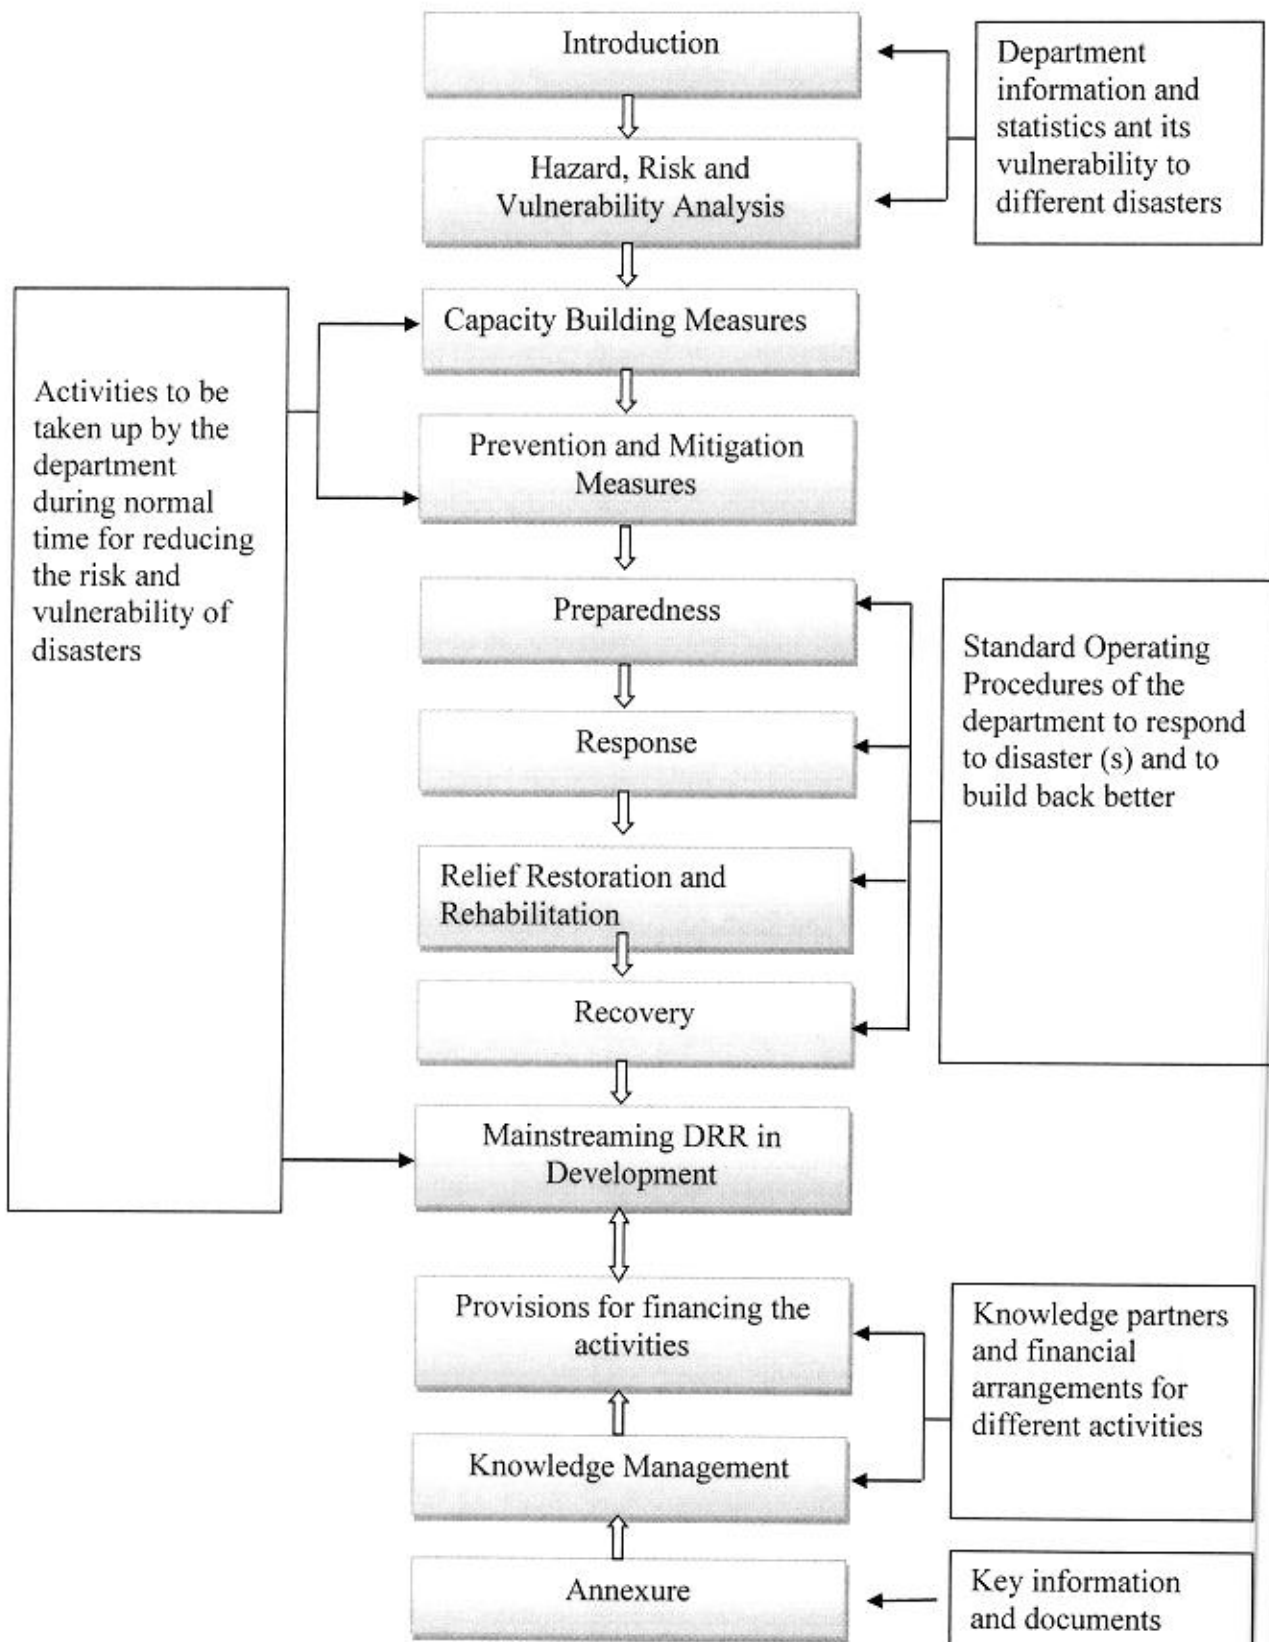 Introduction
Department
information and
statistics ant its
vulnerability to
different disasters
Hazard, Risk and
Vulnerability Analysis
Capacity Building Measures
Activities to be
taken up by the
department
during normal
time for reducing
the risk and
vulnerability of
disasters
Prevention and Mitigation
Measures
Preparedness
Standard Operating
Procedures of the
department to respond
to disaster (s) and to
build back better
Response
Relief Restoration and
Rehabilitation
Recovery
Mainstreaming DRR in
Development
Provisions for financing the
activities
Knowledge partners
and financial
arrangements for
different activities
Knowledge Management
Annexure
Key information
and documents